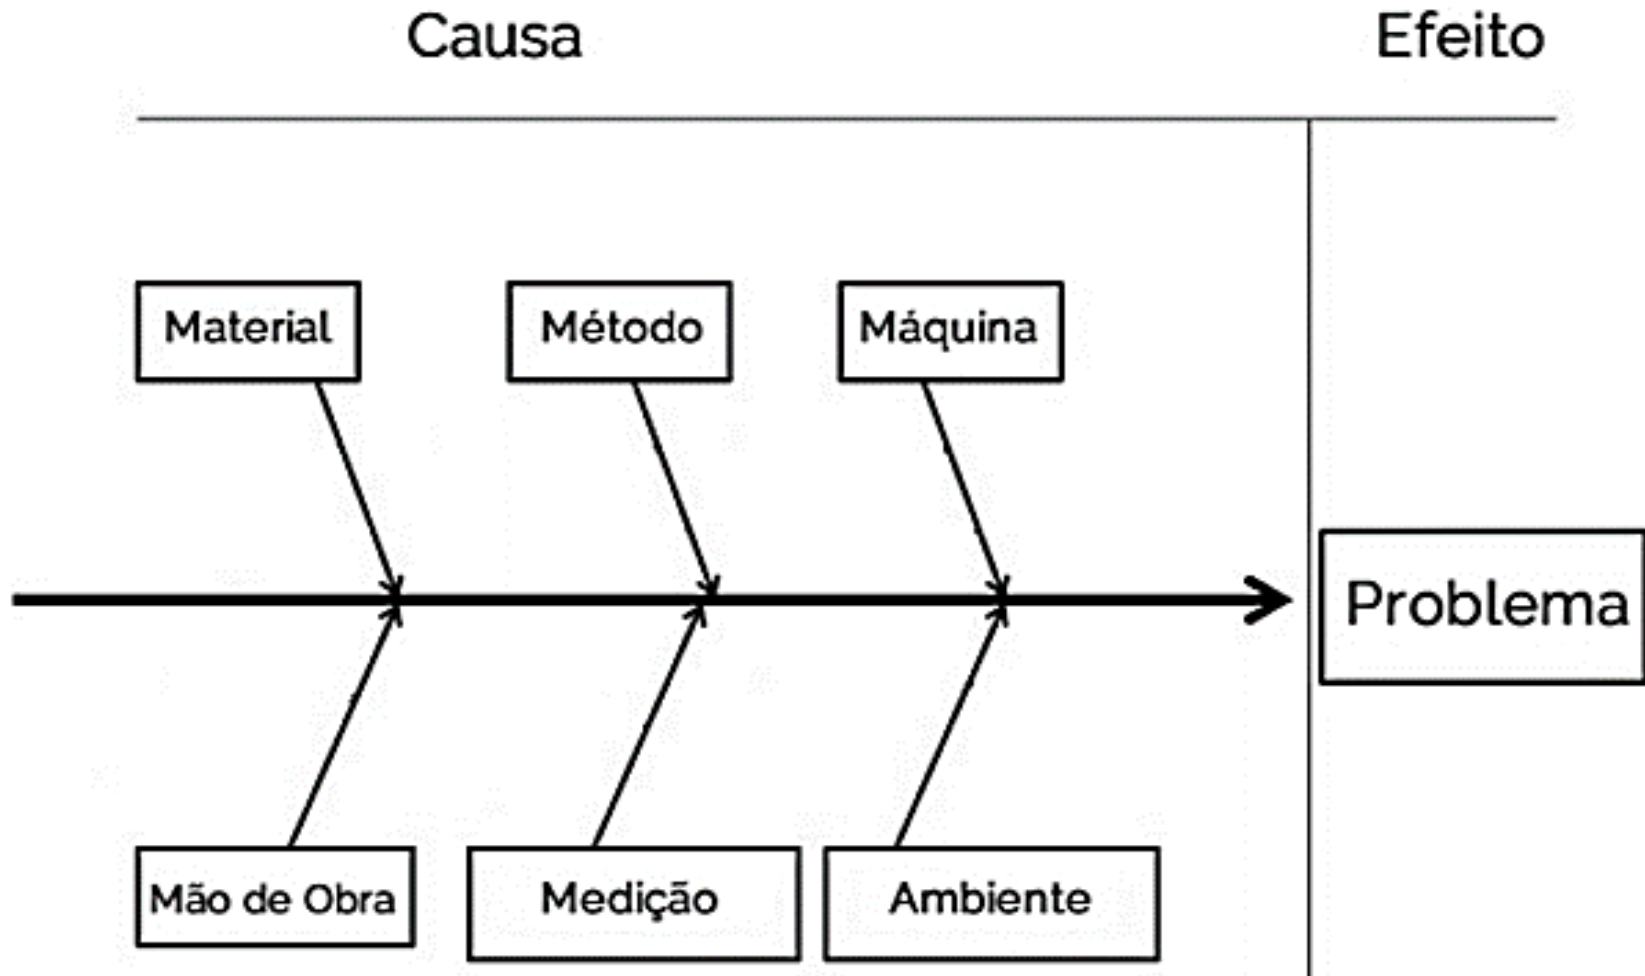 Causa
Efeito
Material
Método
Máquina
Problema
Mão de Obra
Medição
Ambiente